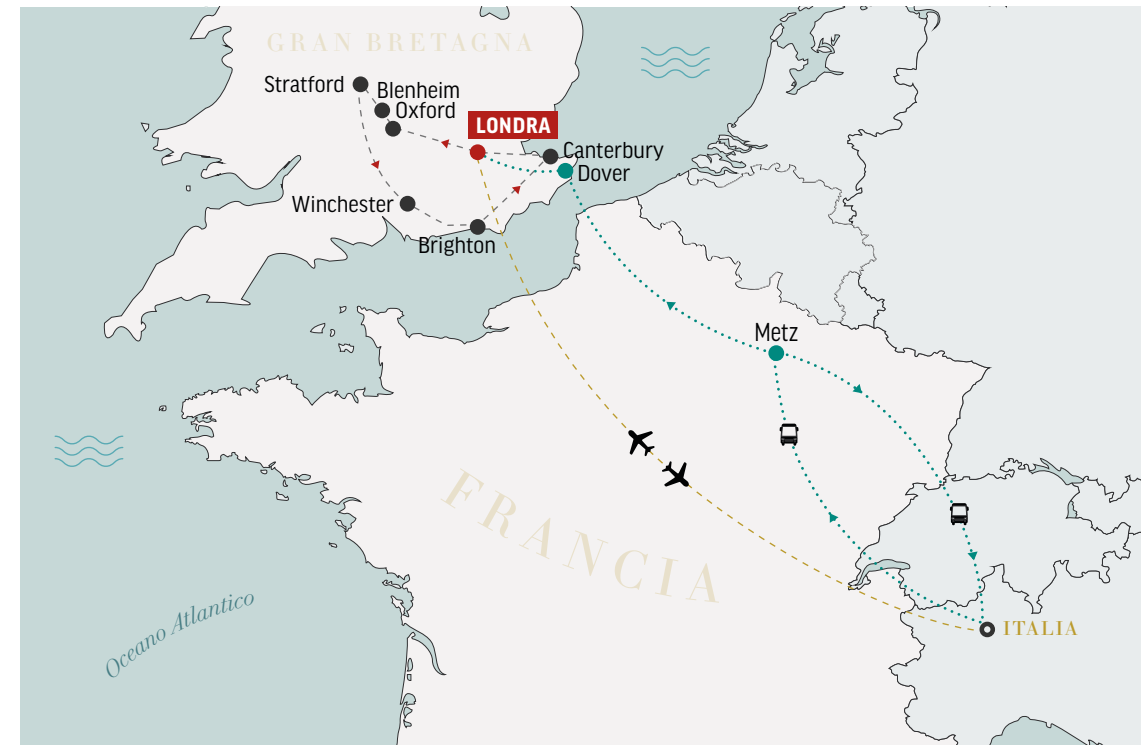 GRAN BRETAGNA
Stratford
Blenheim
Oxford
LONDRA
Canterbury
Dover
Winchester
Brighton
Metz
FRANCIA
Oceano Atlantico
ITALIA